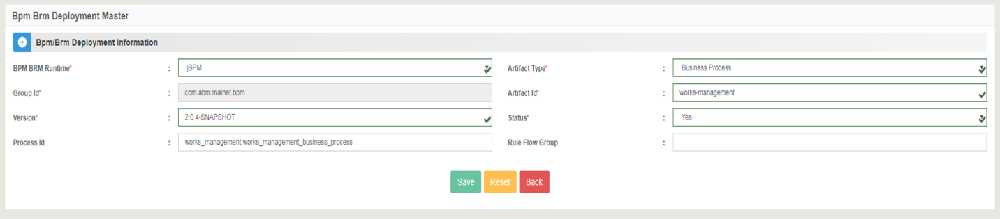 Bpm Brm Deployment Master
Bpm/Brm Deployment Information
BPM BRM Runtime* : jBPM Artifact Type* : Business Process
Group Id* : com.abm.mainet.bpm Artifact Id* : works-management
Version* : 2.0.4-SNAPSHOT Status* : Yes
Process Id : works_management.works_management_business_process Rule Flow Group :
Save Reset Back